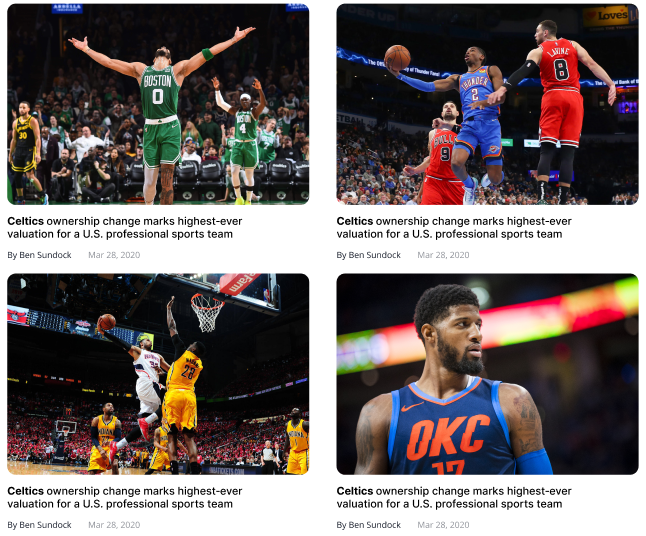 BOSTON
0
30
4
Loves
THUNDER
2
LAVINE
8
9
Celtics ownership change marks highest-ever
valuation for a U.S. professional sports team
By Ben Sundock Mar 28, 2020
Celtics ownership change marks highest-ever
valuation for a U.S. professional sports team
By Ben Sundock Mar 28, 2020
23
INDIANA
OKC
Celtics ownership change marks highest-ever
valuation for a U.S. professional sports team
By Ben Sundock Mar 28, 2020
Celtics ownership change marks highest-ever
valuation for a U.S. professional sports team
By Ben Sundock Mar 28, 2020